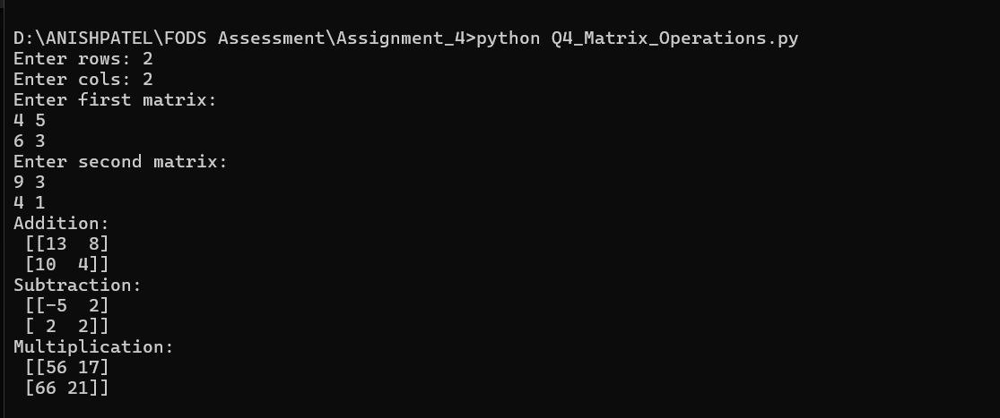 D:\ANISHPATEL\FODS Assessment\Assignment_4>python Q4_Matrix_Operations.py
Enter rows: 2
Enter cols: 2
Enter first matrix:
4 5
6 3
Enter second matrix:
9 3
4 1
Addition:
 [[13  8]
 [10  4]]
Subtraction:
 [[-5  2]
 [ 2  2]]
Multiplication:
 [[56 17]
 [66 21]]